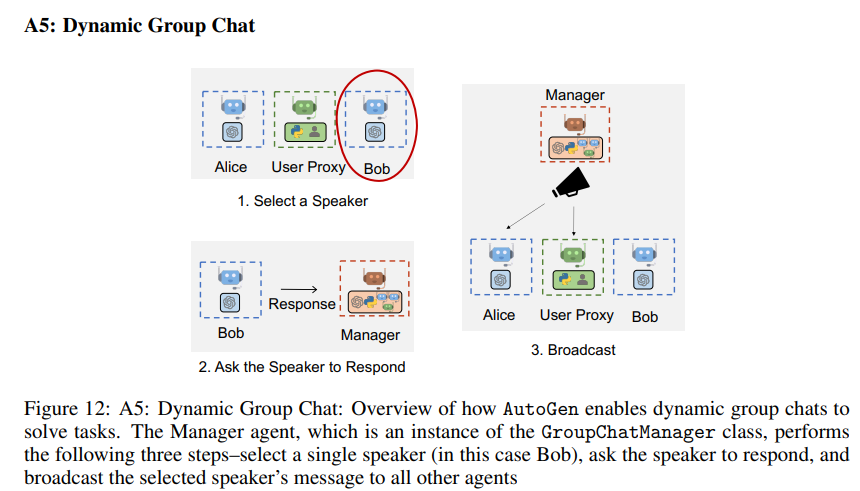 A5: Dynamic Group Chat
Alice
User Proxy
Bob
1. Select a Speaker
Bob
Response
Manager
2. Ask the Speaker to Respond
Manager
Alice
User Proxy
Bob
3. Broadcast
Figure 12: A5: Dynamic Group Chat: Overview of how AutoGen enables dynamic group chats to
solve tasks. The Manager agent, which is an instance of the GroupChatManager class, performs
the following three steps–select a single speaker (in this case Bob), ask the speaker to respond, and
broadcast the selected speaker's message to all other agents